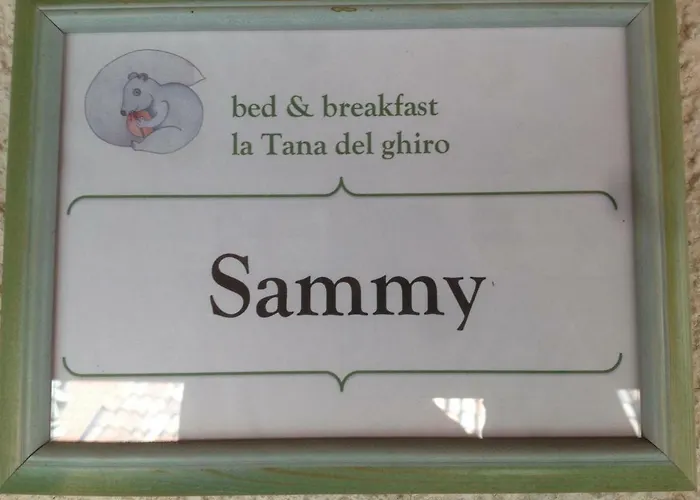 bed & breakfast
la Tana del ghiro
Sammy